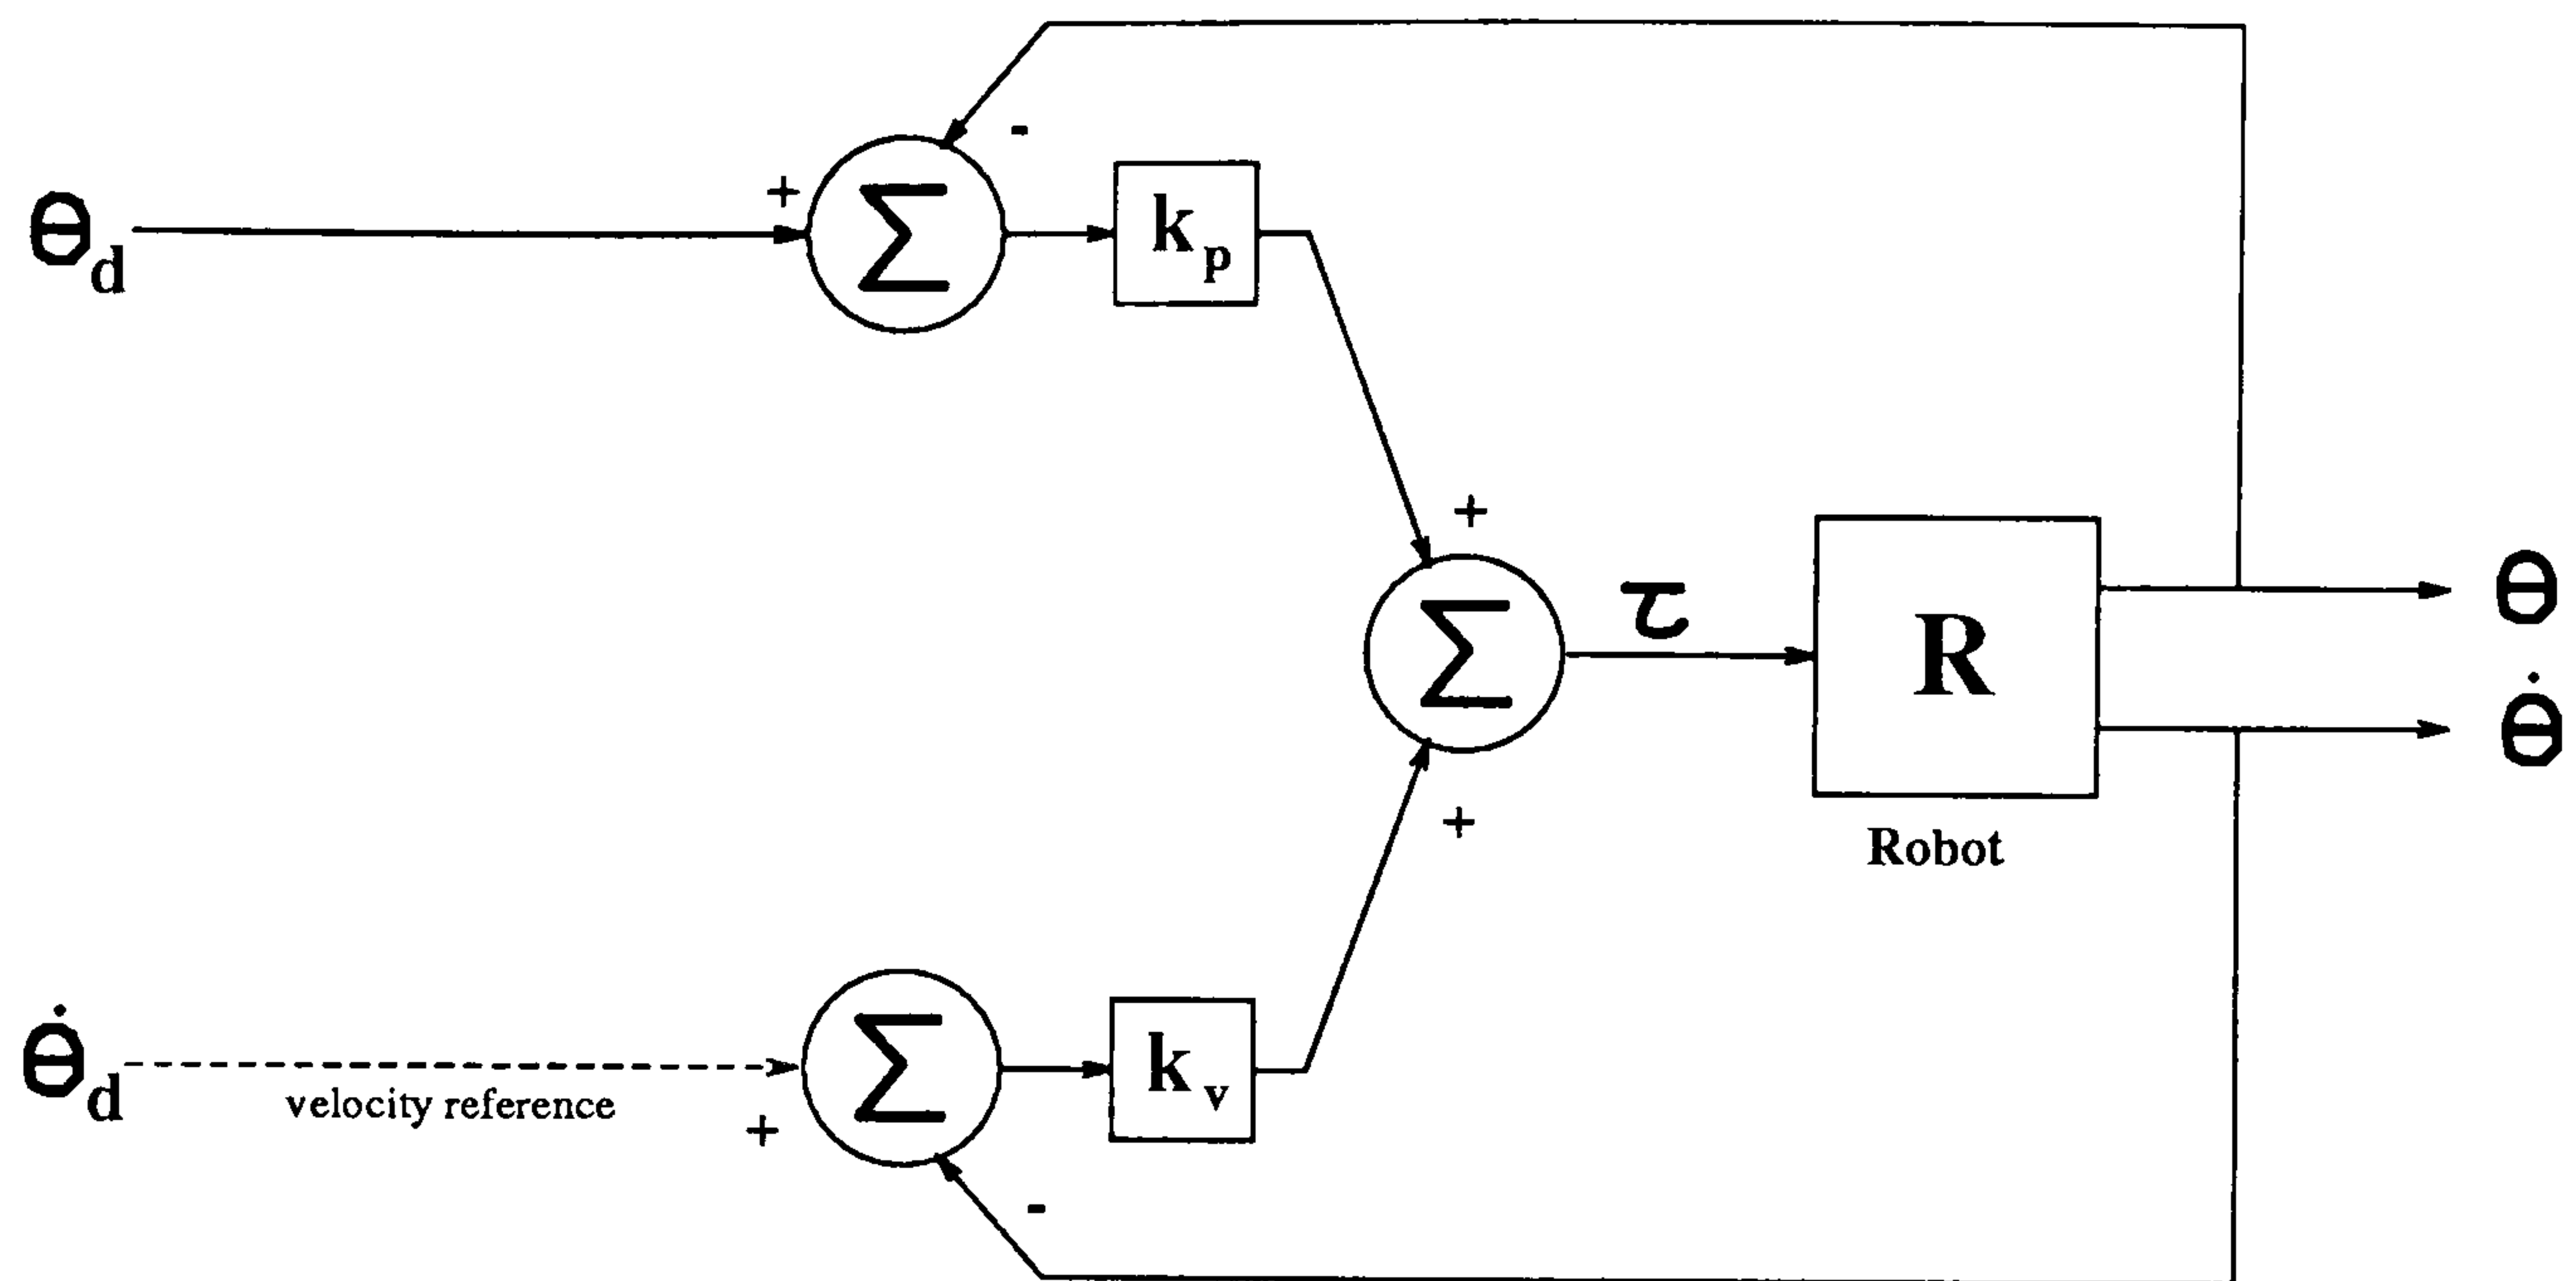 -
+
θd
Σ
kp
+
Σ
τ
R
θ
θ̇
+
Robot
θ̇d
velocity reference
+
Σ
kv
-